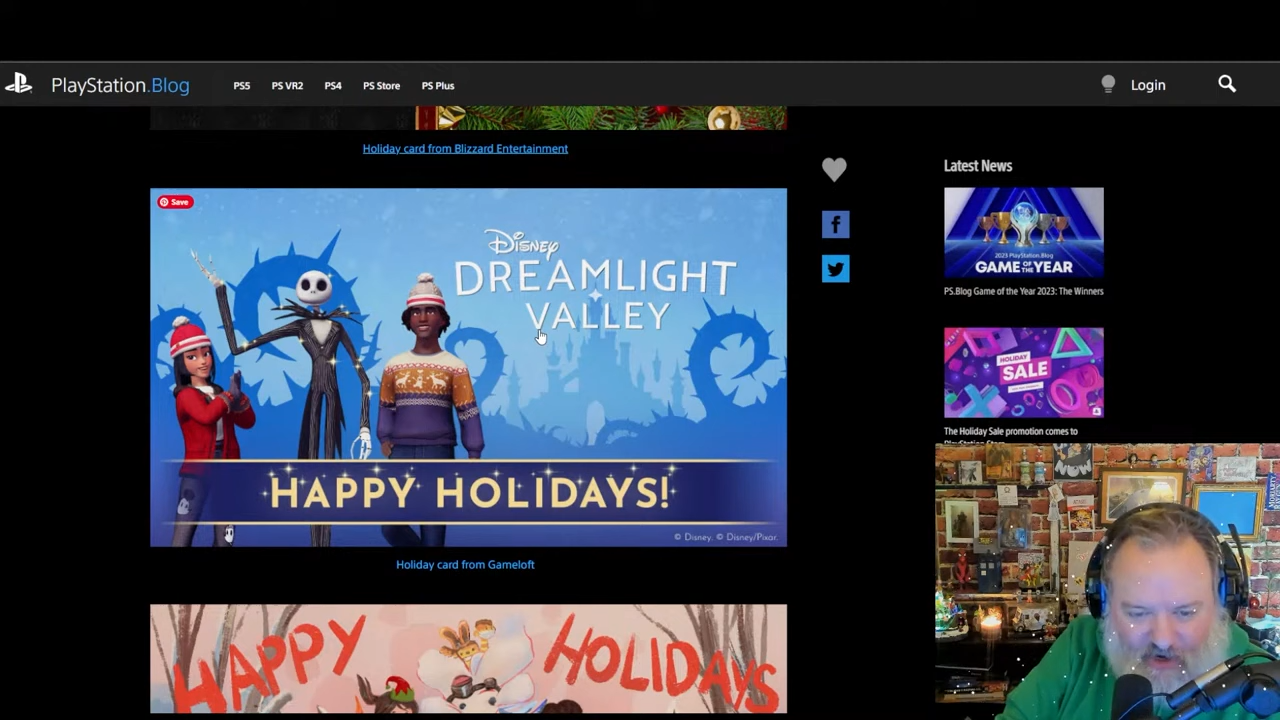 PlayStation.Blog
PS5
PS VR2
PS4
PS Store
PS Plus
Login
Holiday card from Blizzard Entertainment
Save
Disney
DREAMLIGHT
VALLEY
HAPPY HOLIDAYS!
© Disney. © Disney/Pixar.
Holiday card from Gameloft
HAPPY HOLIDAYS
Latest News
2023 PlayStation.Blog
GAME OF THE YEAR
PS.Blog Game of the Year 2023: The Winners
HOLIDAY
SALE
The Holiday Sale promotion comes to
PlayStation Store